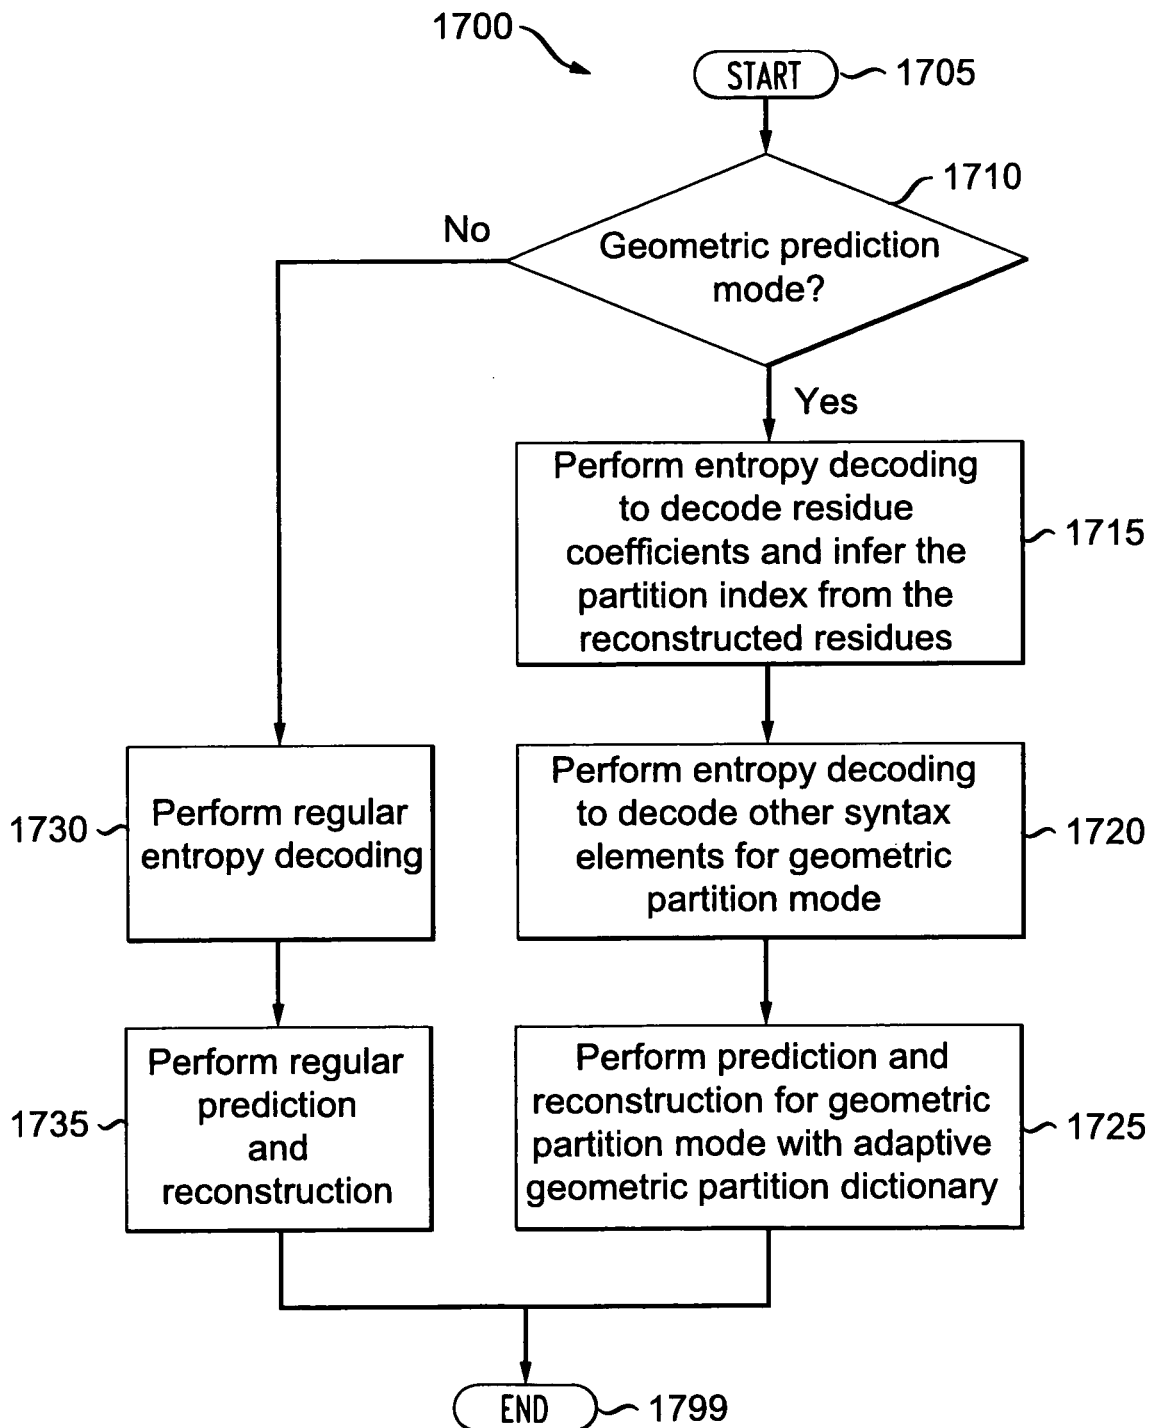 1700
START
1705
1710
No
Geometric prediction
mode?
Yes
Perform entropy decoding
to decode residue
coefficients and infer the
partition index from the
reconstructed residues
1715
Perform entropy decoding
to decode other syntax
elements for geometric
partition mode
1720
1730
Perform regular
entropy decoding
Perform prediction and
reconstruction for geometric
partition mode with adaptive
geometric partition dictionary
1725
1735
Perform regular
prediction
and
reconstruction
END
1799